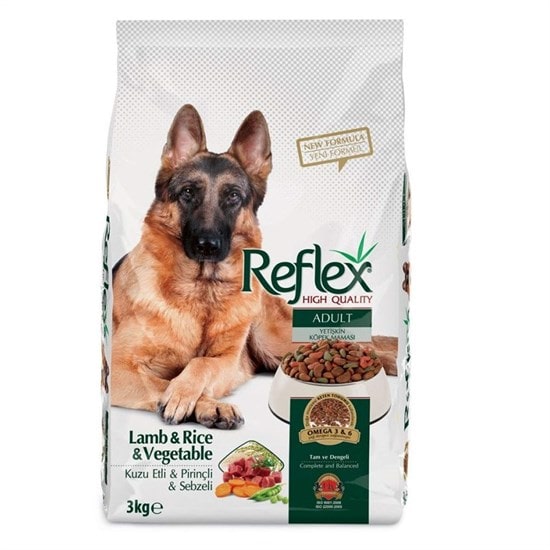 NEW FORMULA
YENİ FORMÜL
Reflex
HIGH QUALITY
ADULT
YETİŞKİN
KÖPEK MAMASI
OMEGA 3 & 6
Lamb & Rice
& Vegetable
Kuzu Etli & Pirinçli
& Sebzeli
3kg e
Tam ve Dengeli
Complete and Balanced